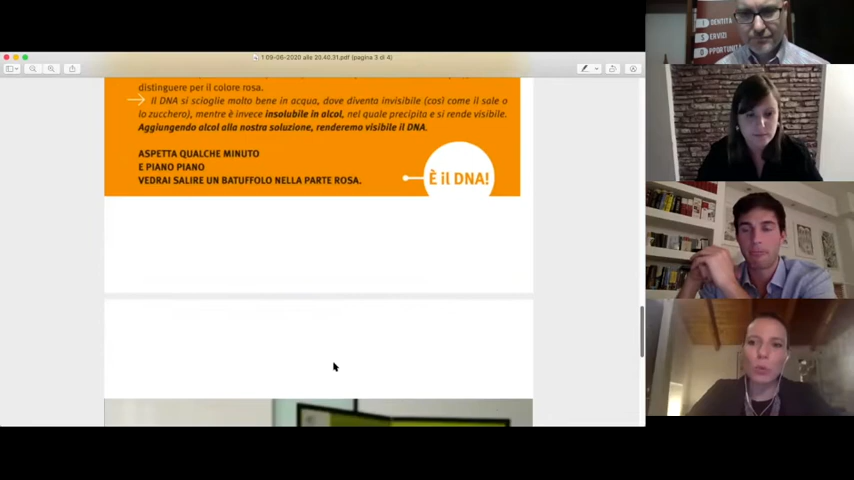 1 09-06-2020 alle 20.40.31.pdf (pagina 3 di 4)
distinguere per il colore rosa.
Il DNA si scioglie molto bene in acqua, dove diventa invisibile (così come il sale o
lo zucchero), mentre è invece insolubile in alcol, nel quale precipita e si rende visibile.
Aggiungendo alcol alla nostra soluzione, renderemo visibile il DNA.
ASPETTA QUALCHE MINUTO
E PIANO PIANO
VEDRAI SALIRE UN BATUFFOLO NELLA PARTE ROSA.
È il DNA!
IDENTITÀ
SERVIZI
OPPORTUNITÀ